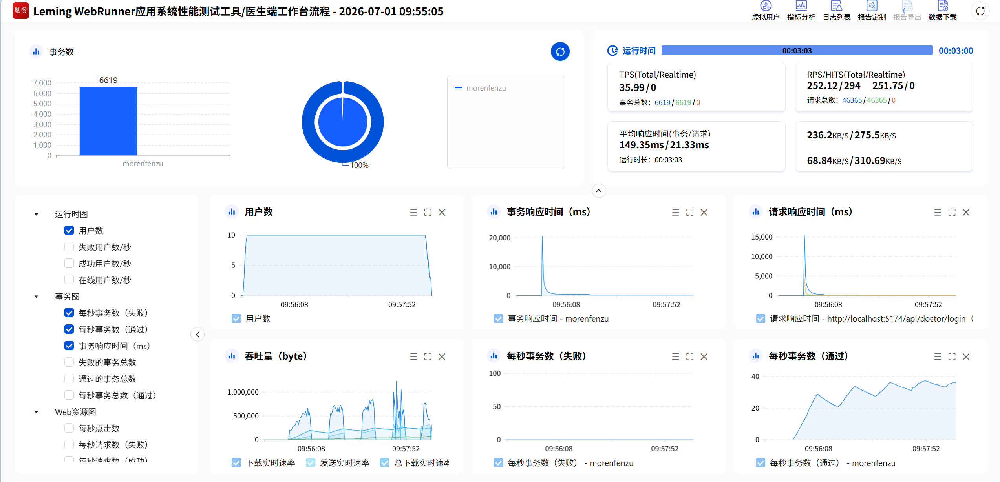 勒名
Leming WebRunner应用系统性能测试工具/医生端工作台流程 - 2026-07-01 09:55:05
虚拟用户 指标分析 日志列表 报告定制 报告导出 数据下载
事务数
7,000
6,000
5,000
4,000
3,000
2,000
1,000
0
6619
morenfenzu
100%
morenfenzu
运行时间 00:03:03 00:03:00
TPS(Total/Realtime)
35.99/0
事务总数：6619/6619/0
RPS/HITS(Total/Realtime)
252.12/294 251.75/0
请求总数：46365/46365/0
平均响应时间(事务/请求)
149.35ms/21.33ms
运行时长：00:03:03
236.2KB/S/275.5KB/S
68.84KB/S/310.69KB/S
运行时图
用户数
失败用户数/秒
成功用户数/秒
在线用户数/秒
事务图
每秒事务数（失败）
每秒事务数（通过）
事务响应时间（ms）
失败的事务总数
通过的事务总数
每秒事务总数（通过）
Web资源图
每秒点击数
每秒请求数（失败）
每秒请求数（成功）
用户数
10
5
0
09:56:08 09:57:52
用户数
事务响应时间（ms）
20,000
10,000
0
09:56:08 09:57:52
事务响应时间 - morenfenzu
请求响应时间（ms）
15,000
10,000
5,000
0
09:56:08 09:57:52
请求响应时间 - http://localhost:5174/api/doctor/login（
吞吐量（byte）
1,000,000
500,000
0
09:56:08 09:57:52
下载实时速率 发送实时速率 总下载实时速率
每秒事务数（失败）
100
50
0
09:56:08 09:57:52
每秒事务数（失败） - morenfenzu
每秒事务数（通过）
40
20
0
09:56:08 09:57:52
每秒事务数（通过） - morenfenzu